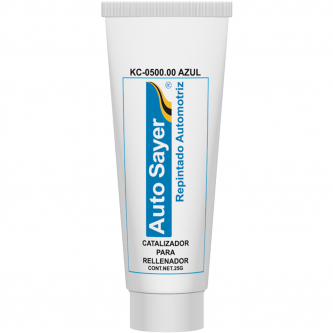 KC-0500.00 AZUL
Auto Sayer®
Repintado Automotriz
CATALIZADOR
PARA
RELLENADOR
CONT.NET.25G